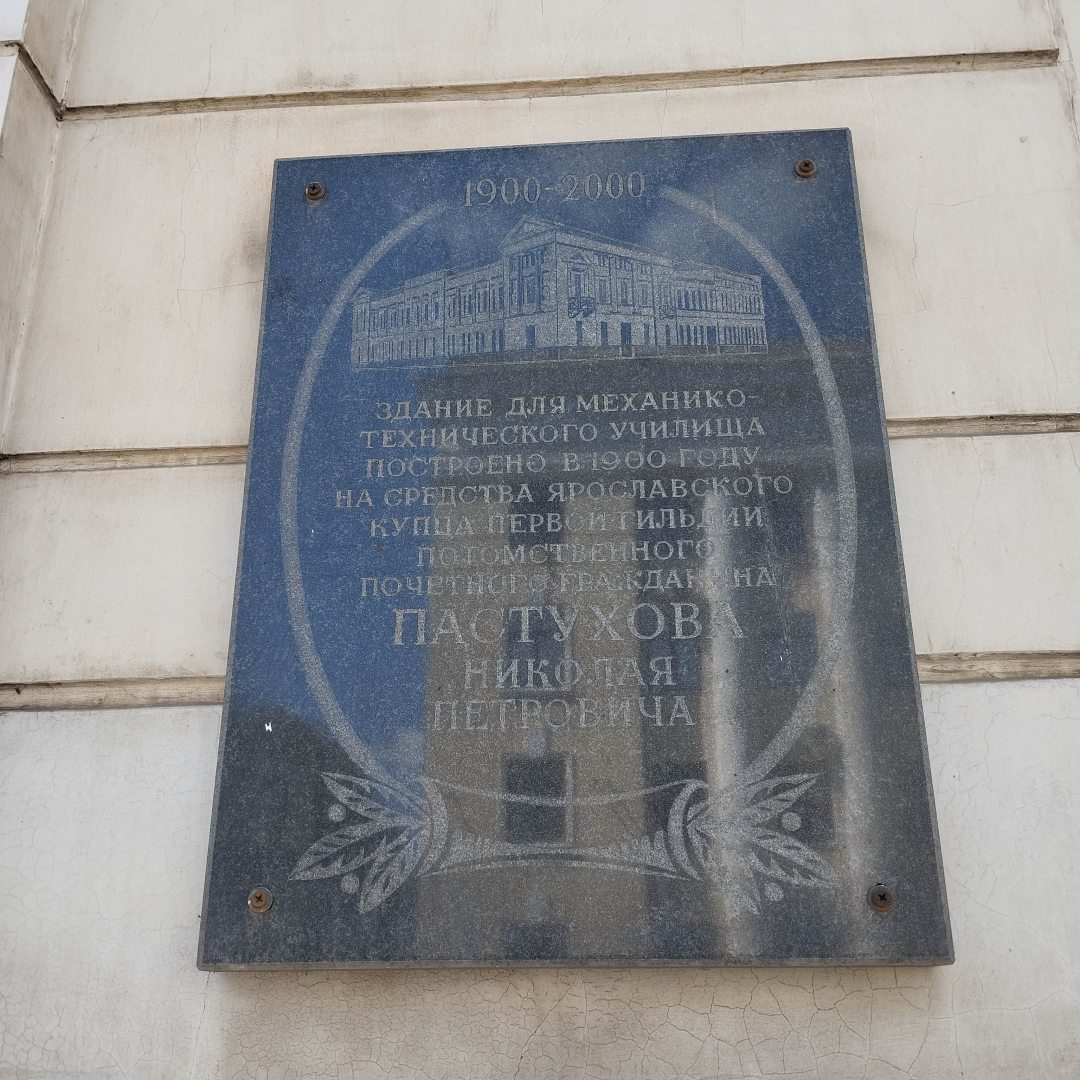 1900-2000
ЗДАНИЕ ДЛЯ МЕХАНИКО-
ТЕХНИЧЕСКОГО УЧИЛИЩА
ПОСТРОЕНО В 1900 ГОДУ
НА СРЕДСТВА ЯРОСЛАВСКОГО
КУПЦА ПЕРВОЙ ГИЛЬДИИ
ПОТОМСТВЕННОГО
ПОЧЕТНОГО ГРАЖДАНИНА
ПАСТУХОВА
НИКОЛАЯ
ПЕТРОВИЧА